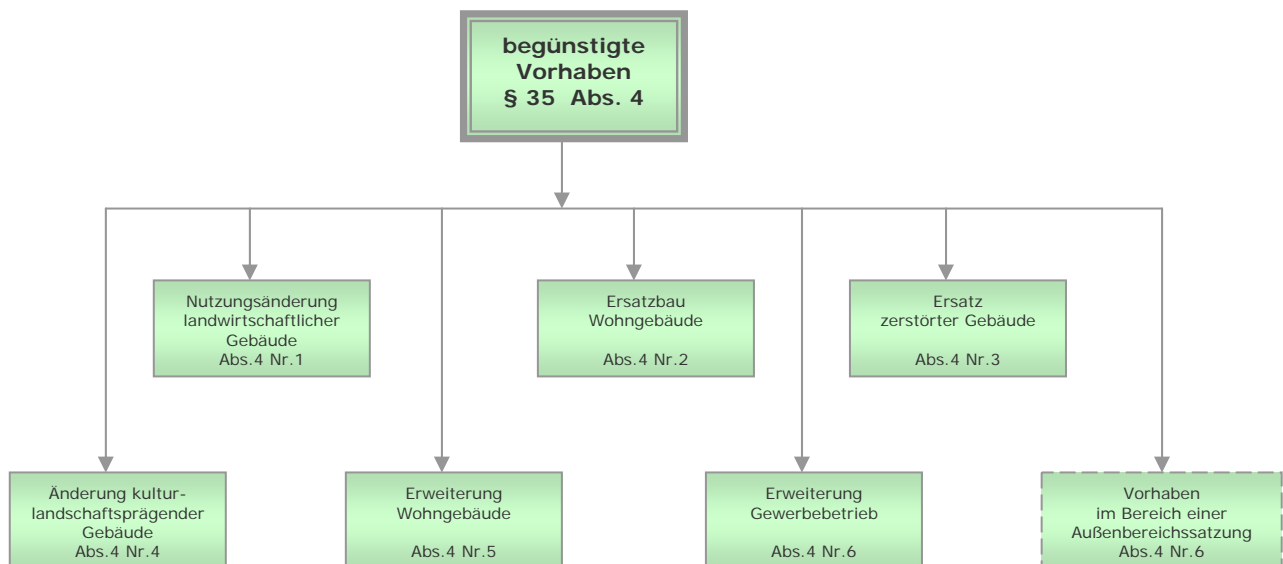 begünstigte
Vorhaben
§ 35 Abs. 4
Nutzungsänderung
landwirtschaftlicher
Gebäude
Abs.4 Nr.1
Ersatzbau
Wohngebäude
Abs.4 Nr.2
Ersatz
zerstörter Gebäude
Abs.4 Nr.3
Änderung kultur-
landschaftsprägender
Gebäude
Abs.4 Nr.4
Erweiterung
Wohngebäude
Abs.4 Nr.5
Erweiterung
Gewerbebetrieb
Abs.4 Nr.6
Vorhaben
im Bereich einer
Außenbereichssatzung
Abs.4 Nr.6